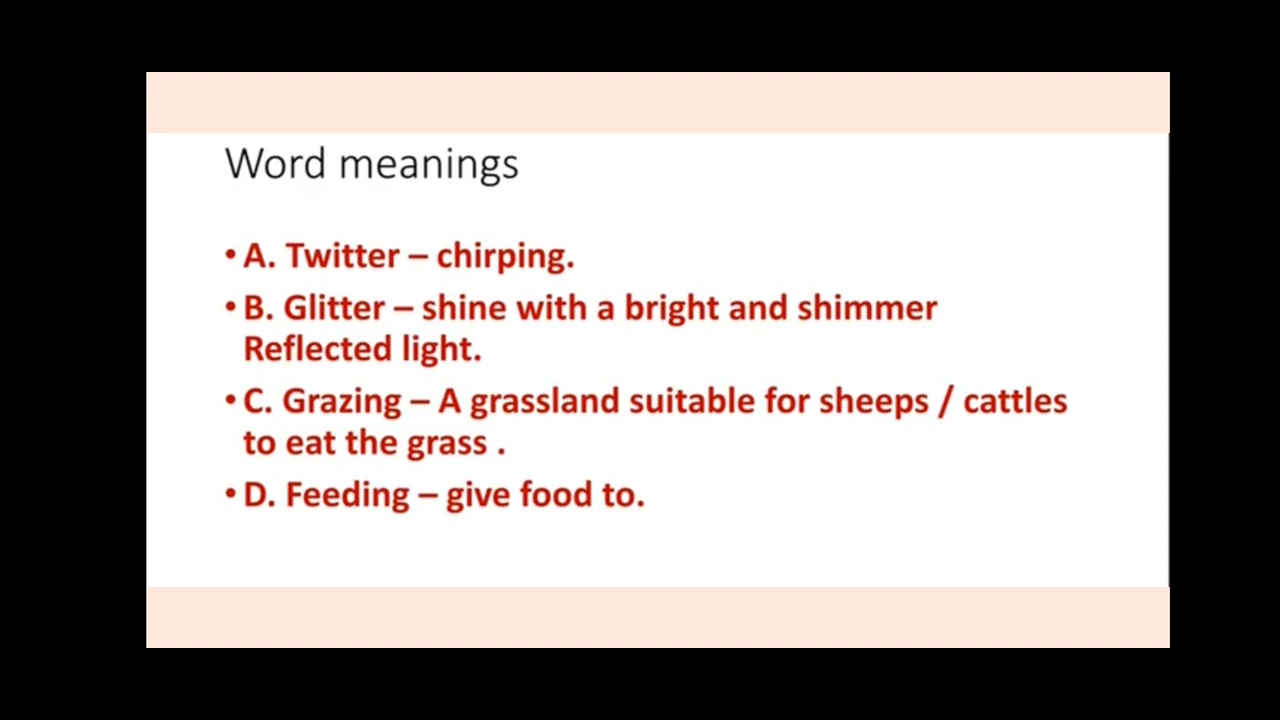 Word meanings
• A. Twitter – chirping.
• B. Glitter – shine with a bright and shimmer
Reflected light.
• C. Grazing – A grassland suitable for sheeps / cattles
to eat the grass .
• D. Feeding – give food to.